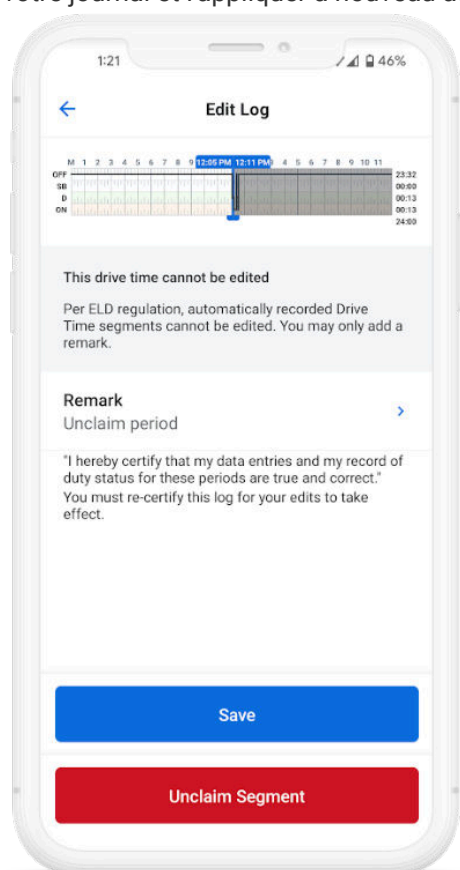 votre journal et l'appliquer à nouveau à
1:21 46%
Edit Log
M 1 2 3 4 5 6 7 8 9 12:05 PM 12:11 PM 4 5 6 7 8 9 10 11
OFF 23:32
SB 00:00
D 00:13
ON 00:13
24:00
This drive time cannot be edited
Per ELD regulation, automatically recorded Drive
Time segments cannot be edited. You may only add a
remark.
Remark
Unclaim period
"I hereby certify that my data entries and my record of
duty status for these periods are true and correct."
You must re-certify this log for your edits to take
effect.
Save
Unclaim Segment